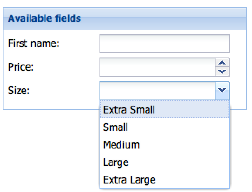 Available fields
First name:
Price:
Size:
Extra Small
Small
Medium
Large
Extra Large